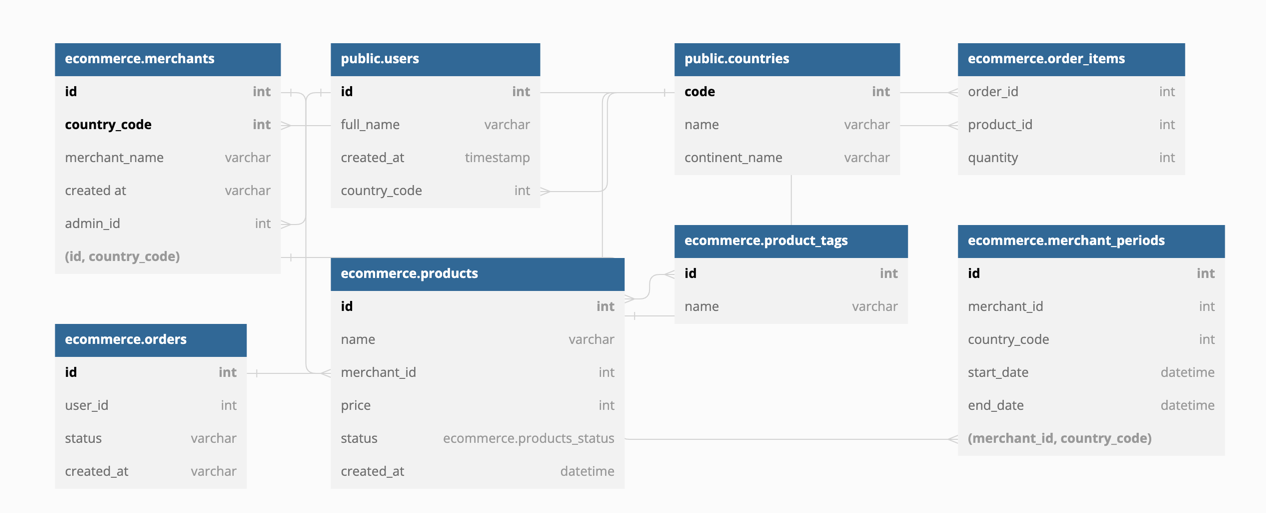 ecommerce.merchants
id int
country_code int
merchant_name varchar
created at varchar
admin_id int
(id, country_code)
public.users
id int
full_name varchar
created_at timestamp
country_code int
public.countries
code int
name varchar
continent_name varchar
ecommerce.order_items
order_id int
product_id int
quantity int
ecommerce.orders
id int
user_id int
status varchar
created_at varchar
ecommerce.products
id int
name varchar
merchant_id int
price int
status ecommerce.products_status
created_at datetime
ecommerce.product_tags
id int
name varchar
ecommerce.merchant_periods
id int
merchant_id int
country_code int
start_date datetime
end_date datetime
(merchant_id, country_code)